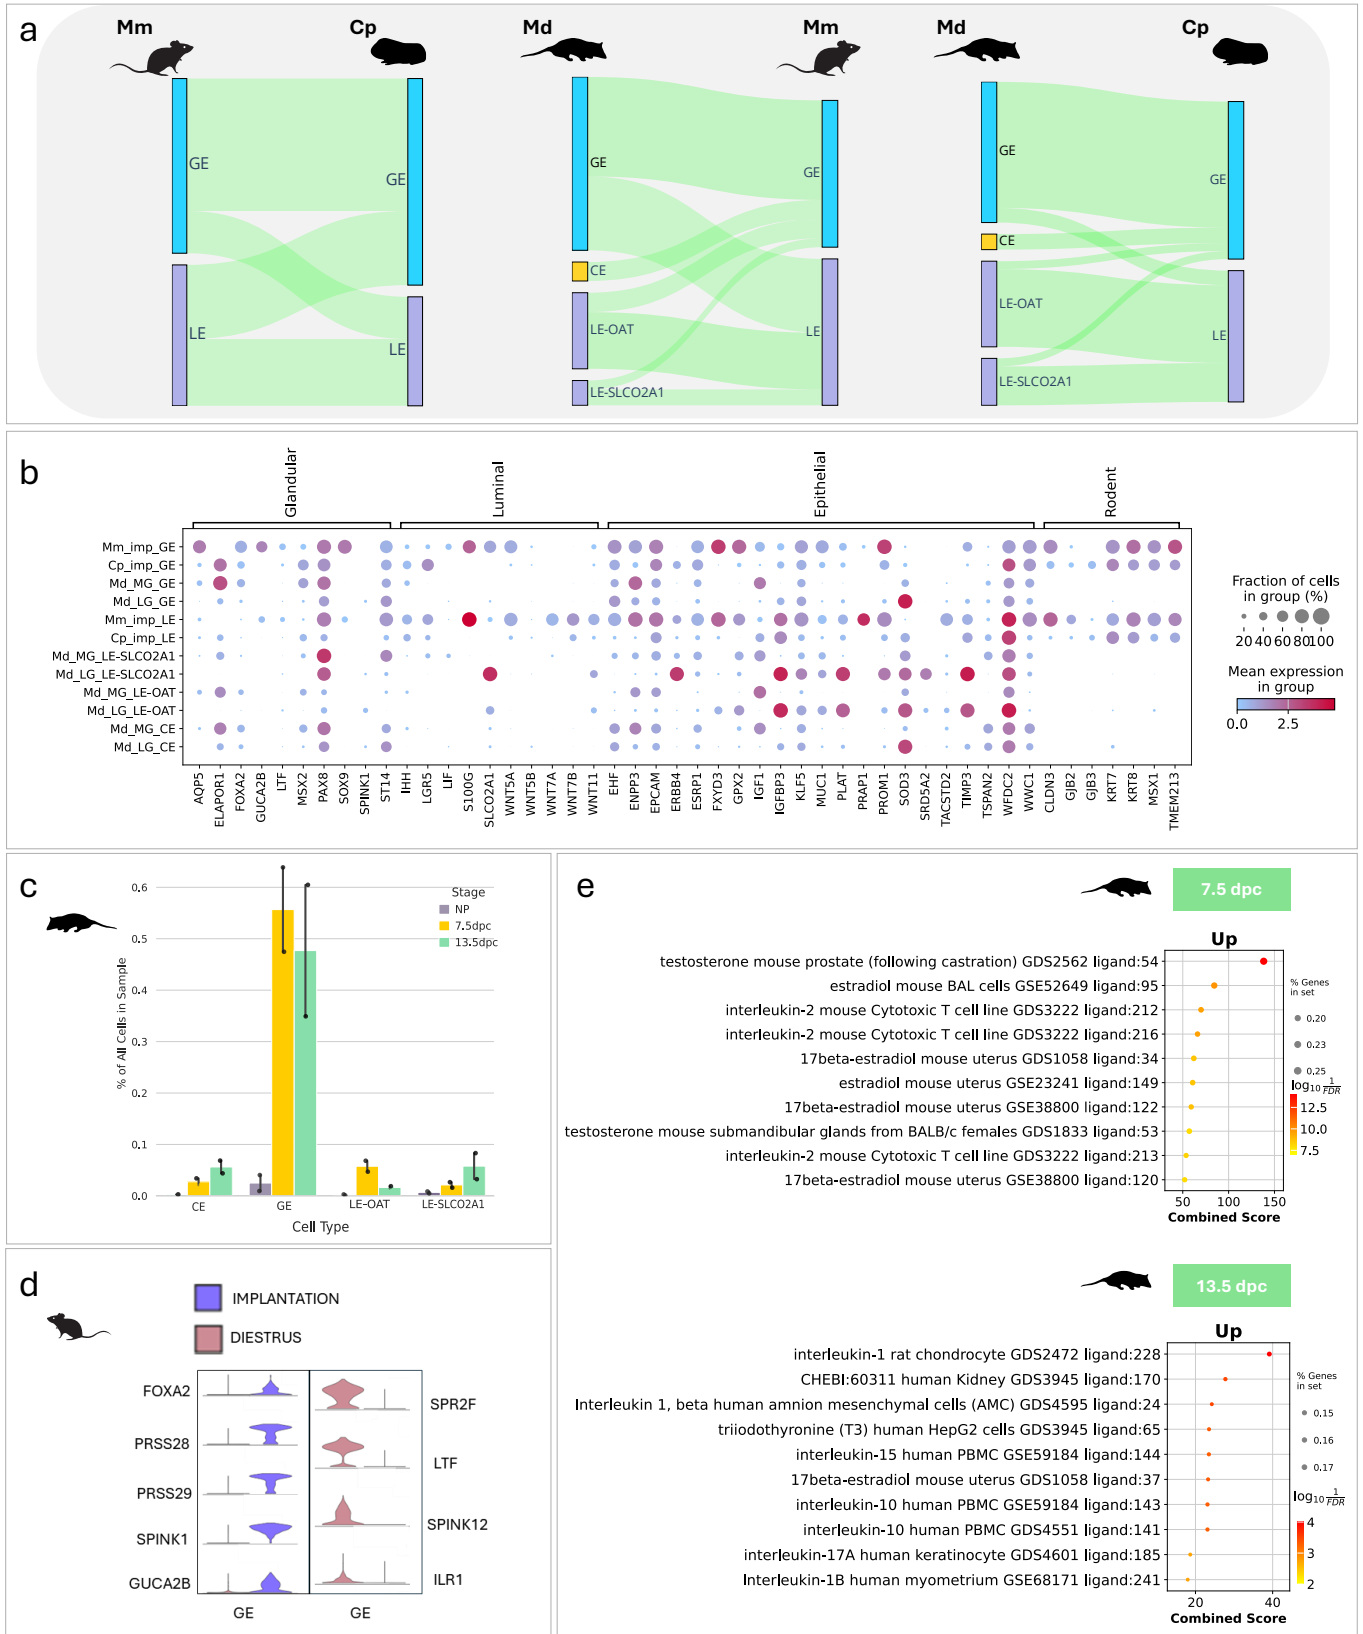 a
Mm
Cp
GE
GE
LE
LE
Md
Mm
GE
GE
CE
LE-OAT
LE
LE-SLCO2A1
Md
Cp
GE
GE
CE
LE-OAT
LE
LE-SLCO2A1
b
Glandular
Luminal
Epithelial
Rodent
Mm_imp_GE
Cp_imp_GE
Md_MG_GE
Md_LG_GE
Mm_imp_LE
Cp_imp_LE
Md_MG_LE-SLCO2A1
Md_LG_LE-SLCO2A1
Md_MG_LE-OAT
Md_LG_LE-OAT
Md_MG_CE
Md_LG_CE
AQP5
ELAPOR1
FOXA2
GUCA2B
LTF
MSX2
PAX8
SOX9
SPINK1
ST14
IHH
LGR5
LIF
S100G
SLCO2A1
WNT5A
WNT5B
WNT7A
WNT7B
WNT11
EHF
ENPP3
EPCAM
ERBB4
ESRP1
FXYD3
GPX2
IGF1
IGFBP3
KLF5
MUC1
PLAT
PRAP1
PROM1
SOD3
SRD5A2
TACSTD2
TIMP3
TSPAN2
WFDC2
WWC1
CLDN3
GJB2
GJB3
KRT7
KRT8
MSX1
TMEM213
Fraction of cells
in group (%)
20 40 60 80 100
Mean expression
in group
0.0 2.5
c
% of All Cells in Sample
0.6
0.5
0.4
0.3
0.2
0.1
0.0
Stage
NP
7.5dpc
13.5dpc
CE GE LE-OAT LE-SLCO2A1
Cell Type
d
IMPLANTATION
DIESTRUS
FOXA2
PRSS28
PRSS29
SPINK1
GUCA2B
SPR2F
LTF
SPINK12
ILR1
GE GE
e
7.5 dpc
Up
testosterone mouse prostate (following castration) GDS2562 ligand:54
estradiol mouse BAL cells GSE52649 ligand:95
interleukin-2 mouse Cytotoxic T cell line GDS3222 ligand:212
interleukin-2 mouse Cytotoxic T cell line GDS3222 ligand:216
17beta-estradiol mouse uterus GDS1058 ligand:34
estradiol mouse uterus GSE23241 ligand:149
17beta-estradiol mouse uterus GSE38800 ligand:122
testosterone mouse submandibular glands from BALB/c females GDS1833 ligand:53
interleukin-2 mouse Cytotoxic T cell line GDS3222 ligand:213
17beta-estradiol mouse uterus GSE38800 ligand:120
50 100 150
Combined Score
% Genes
in set
0.20
0.23
0.25
log10 1/FDR
12.5
10.0
7.5
13.5 dpc
Up
interleukin-1 rat chondrocyte GDS2472 ligand:228
CHEBI:60311 human Kidney GDS3945 ligand:170
Interleukin 1, beta human amnion mesenchymal cells (AMC) GDS4595 ligand:24
triiodothyronine (T3) human HepG2 cells GDS3945 ligand:65
interleukin-15 human PBMC GSE59184 ligand:144
17beta-estradiol mouse uterus GDS1058 ligand:37
interleukin-10 human PBMC GSE59184 ligand:143
interleukin-10 human PBMC GDS4551 ligand:141
interleukin-17A human keratinocyte GDS4601 ligand:185
Interleukin-1B human myometrium GSE68171 ligand:241
20 40
Combined Score
% Genes
in set
0.15
0.16
0.17
log10 1/FDR
4
3
2